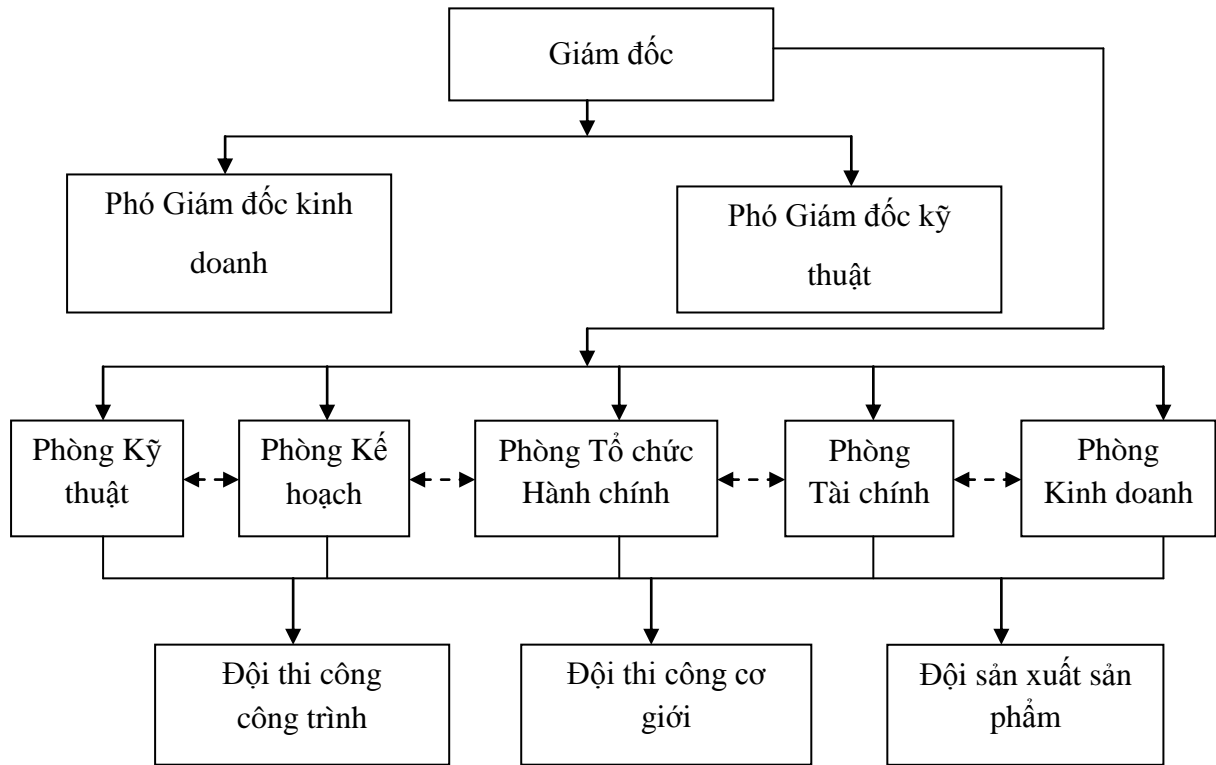 Giám đốc
Phó Giám đốc kinh
doanh
Phó Giám đốc kỹ
thuật
Phòng Kỹ
thuật
Phòng Kế
hoạch
Phòng Tổ chức
Hành chính
Phòng
Tài chính
Phòng
Kinh doanh
Đội thi công
công trình
Đội thi công cơ
giới
Đội sản xuất sản
phẩm